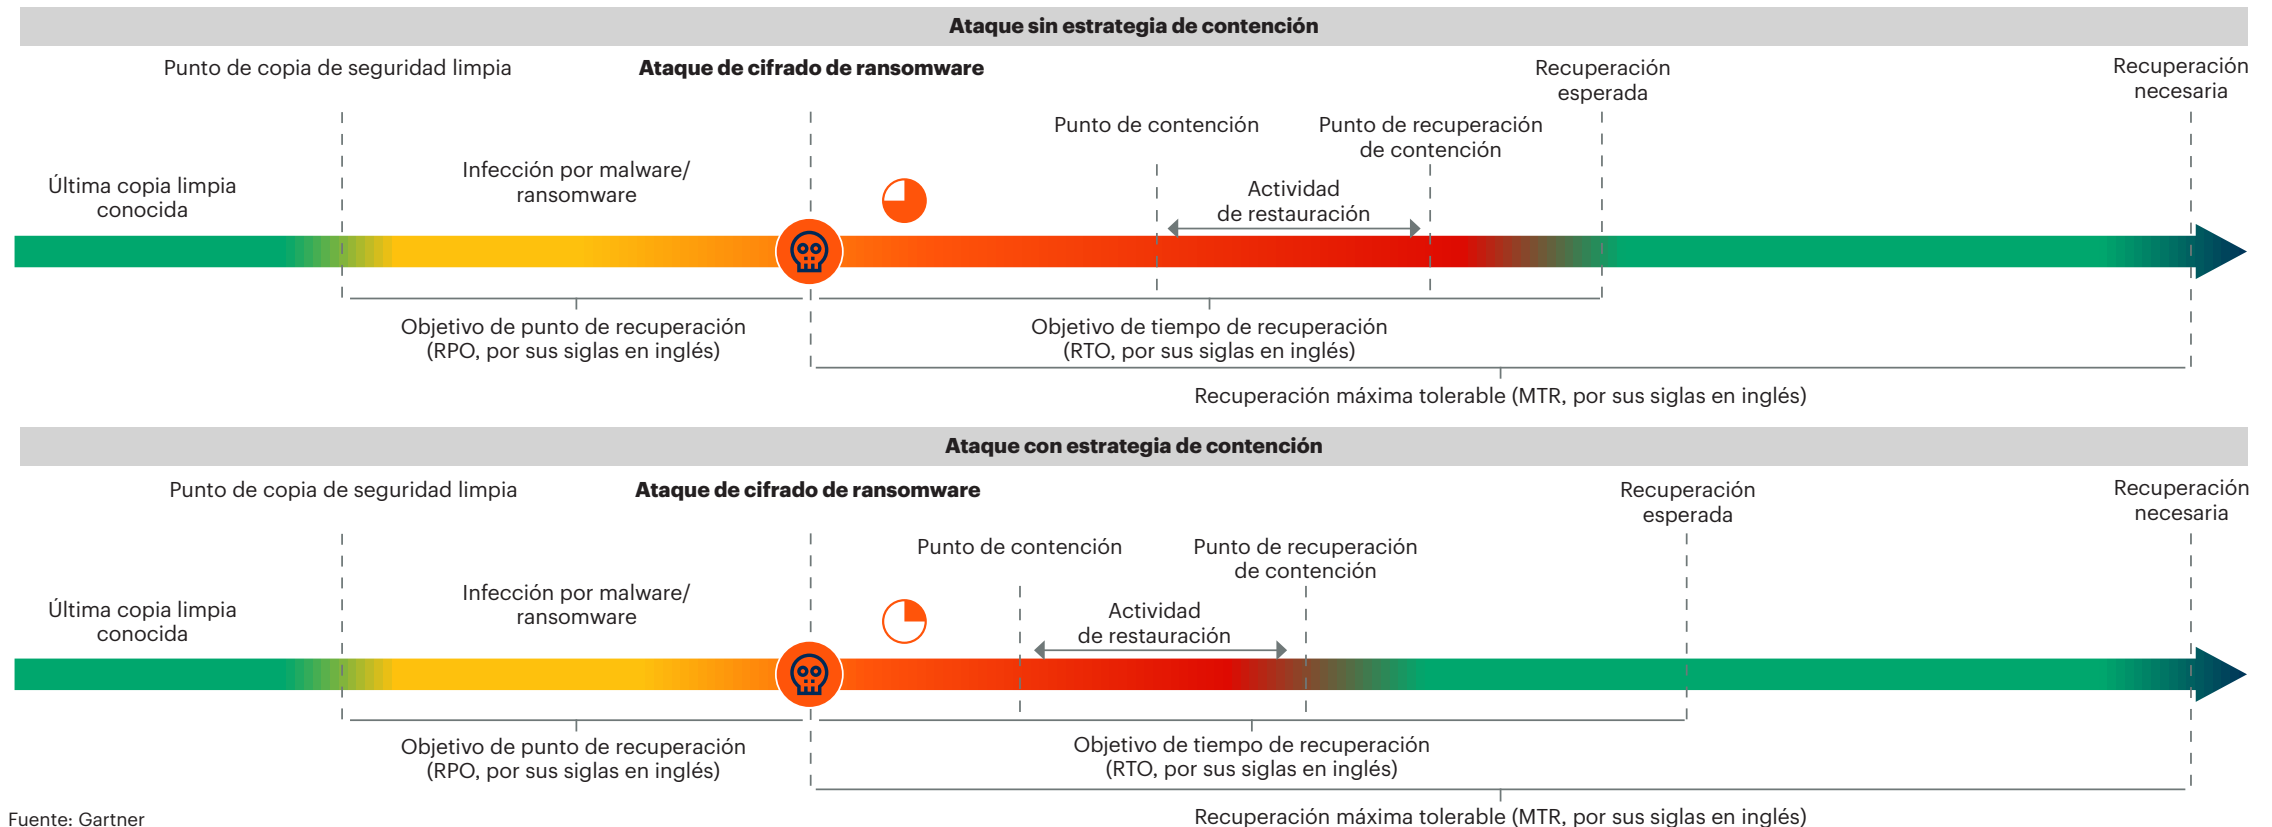 Ataque sin estrategia de contención
Punto de copia de seguridad limpia
Ataque de cifrado de ransomware
Recuperación
esperada
Recuperación
necesaria
Punto de contención
Punto de recuperación
de contención
Infección por malware/
ransomware
Última copia limpia
conocida
Actividad
de restauración
Objetivo de punto de recuperación
(RPO, por sus siglas en inglés)
Objetivo de tiempo de recuperación
(RTO, por sus siglas en inglés)
Recuperación máxima tolerable (MTR, por sus siglas en inglés)
Ataque con estrategia de contención
Punto de copia de seguridad limpia
Ataque de cifrado de ransomware
Recuperación
esperada
Recuperación
necesaria
Punto de contención
Punto de recuperación
de contención
Infección por malware/
ransomware
Última copia limpia
conocida
Actividad
de restauración
Objetivo de punto de recuperación
(RPO, por sus siglas en inglés)
Objetivo de tiempo de recuperación
(RTO, por sus siglas en inglés)
Recuperación máxima tolerable (MTR, por sus siglas en inglés)
Fuente: Gartner